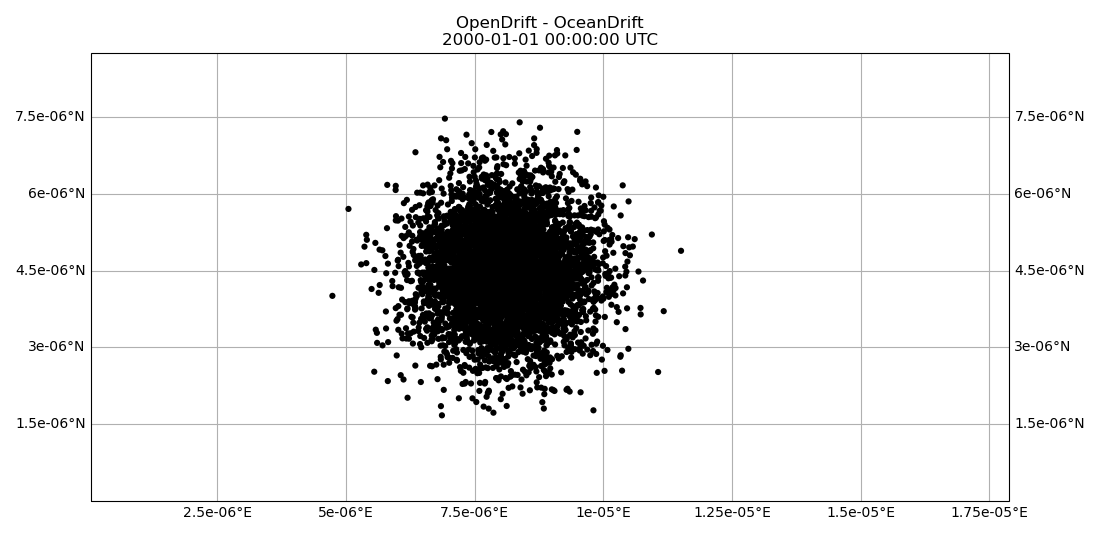 OpenDrift - OceanDrift
2000-01-01 00:00:00 UTC
7.5e-06°N 7.5e-06°N
6e-06°N 6e-06°N
4.5e-06°N 4.5e-06°N
3e-06°N 3e-06°N
1.5e-06°N 1.5e-06°N
2.5e-06°E 5e-06°E 7.5e-06°E 1e-05°E 1.25e-05°E 1.5e-05°E 1.75e-05°E